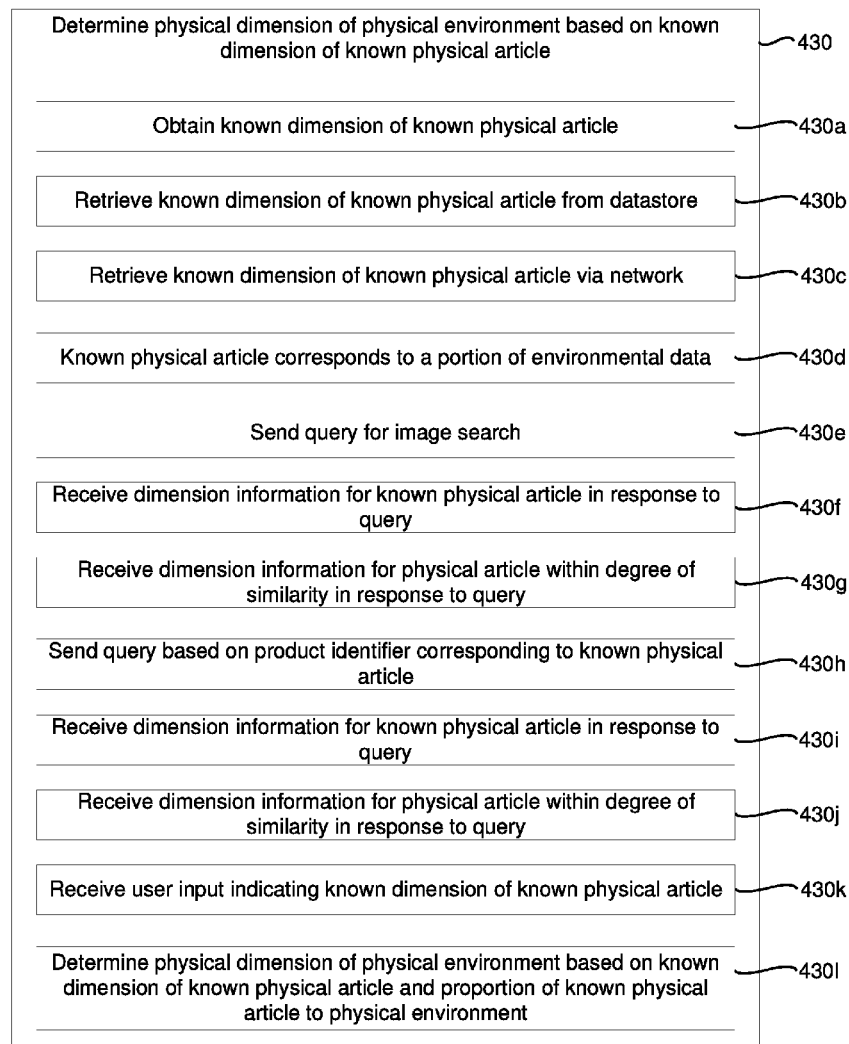 Determine physical dimension of physical environment based on known
dimension of known physical article
430
Obtain known dimension of known physical article
430a
Retrieve known dimension of known physical article from datastore
430b
Retrieve known dimension of known physical article via network
430c
Known physical article corresponds to a portion of environmental data
430d
Send query for image search
430e
Receive dimension information for known physical article in response to
query
430f
Receive dimension information for physical article within degree of
similarity in response to query
430g
Send query based on product identifier corresponding to known physical
article
430h
Receive dimension information for known physical article in response to
query
430i
Receive dimension information for physical article within degree of
similarity in response to query
430j
Receive user input indicating known dimension of known physical article
430k
Determine physical dimension of physical environment based on known
dimension of known physical article and proportion of known physical
article to physical environment
430l